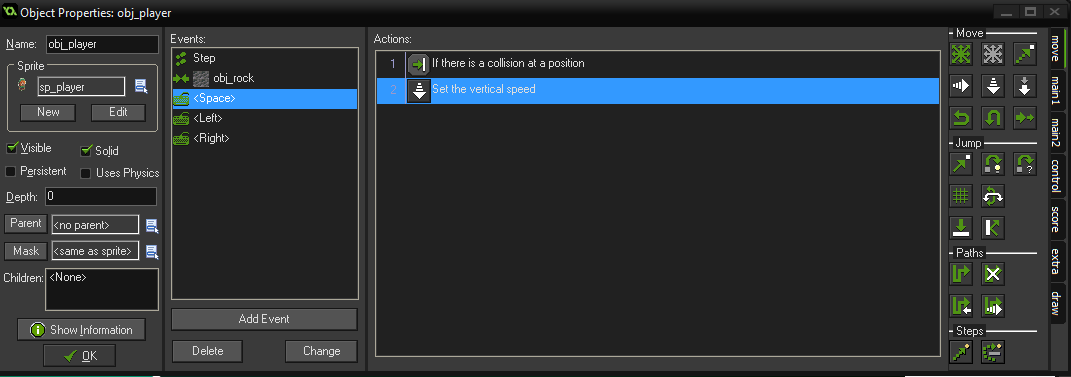 Object Properties: obj_player
Name: obj_player
Sprite
sp_player
New Edit
Visible Solid
Persistent Uses Physics
Depth: 0
Parent <no parent>
Mask <same as sprite>
Children: <None>
Show Information
OK
Events:
Step
obj_rock
<Space>
<Left>
<Right>
Add Event
Delete Change
Actions:
1 If there is a collision at a position
2 Set the vertical speed
Move
Jump
?
Paths
Steps
move
main1
main2
control
score
extra
draw